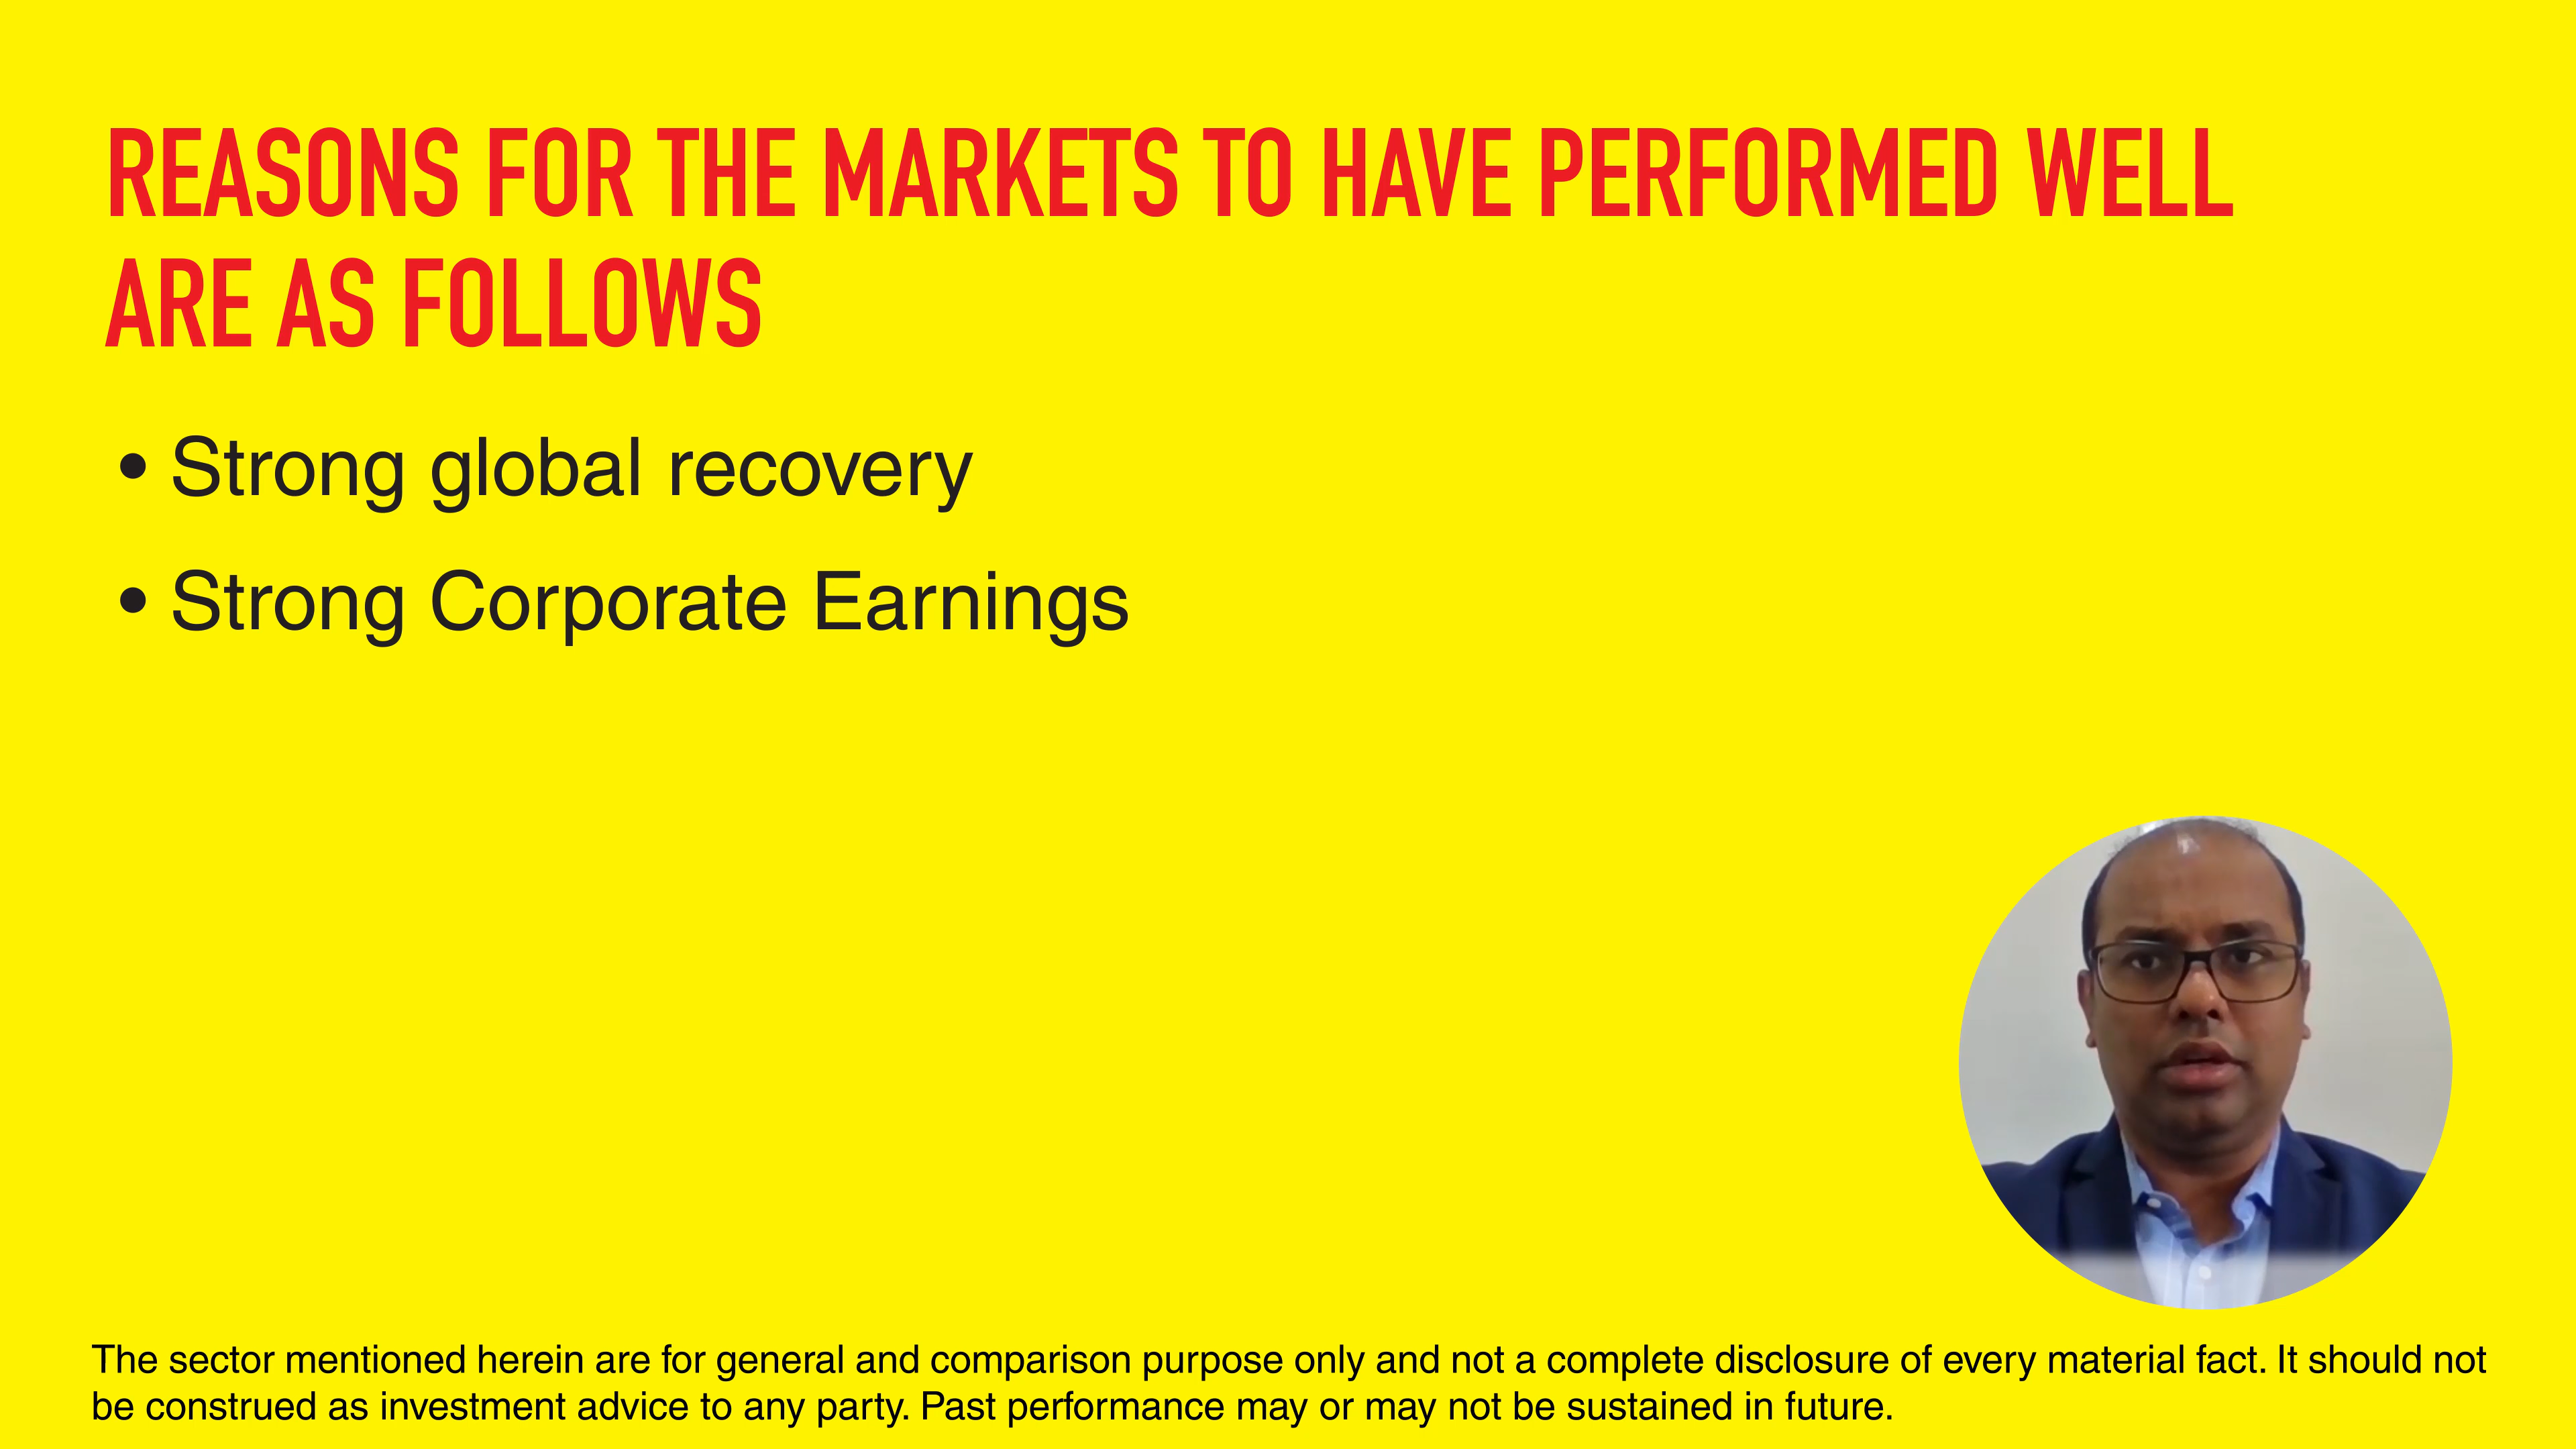 REASONS FOR THE MARKETS TO HAVE PERFORMED WELL
ARE AS FOLLOWS
• Strong global recovery
• Strong Corporate Earnings
The sector mentioned herein are for general and comparison purpose only and not a complete disclosure of every material fact. It should not
be construed as investment advice to any party. Past performance may or may not be sustained in future.